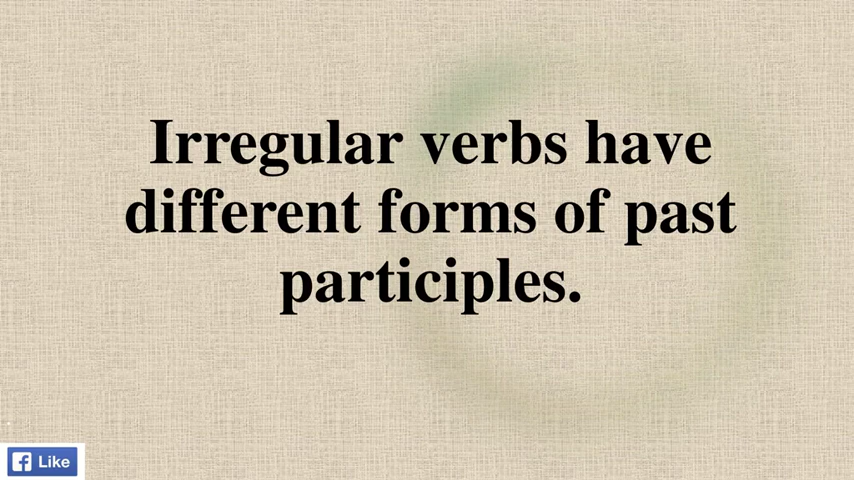 Irregular verbs have
different forms of past
participles.
Like